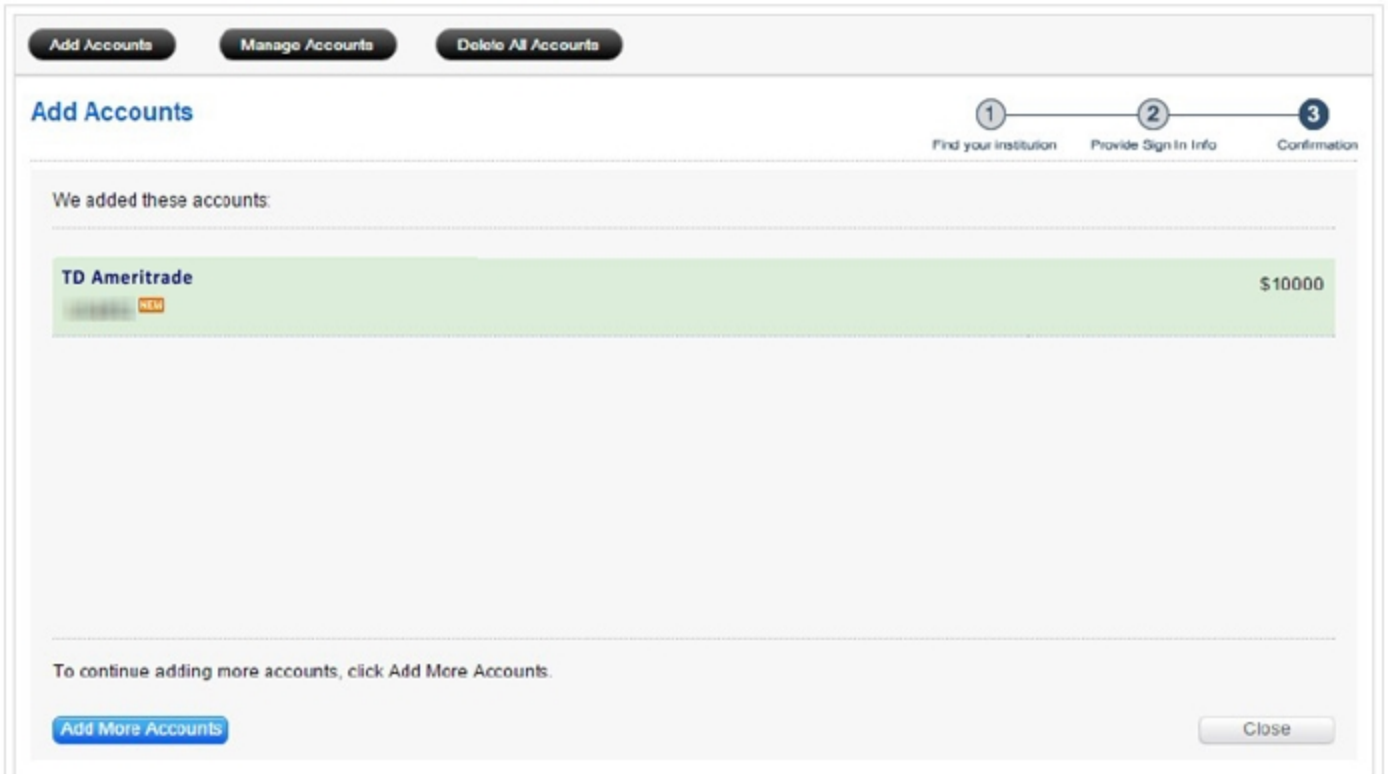 Add Accounts Manage Accounts Delete All Accounts
Add Accounts
1 2 3
Find your institution Provide Sign In Info Confirmation
We added these accounts:
TD Ameritrade
$10000
NEW
To continue adding more accounts, click Add More Accounts.
Add More Accounts Close